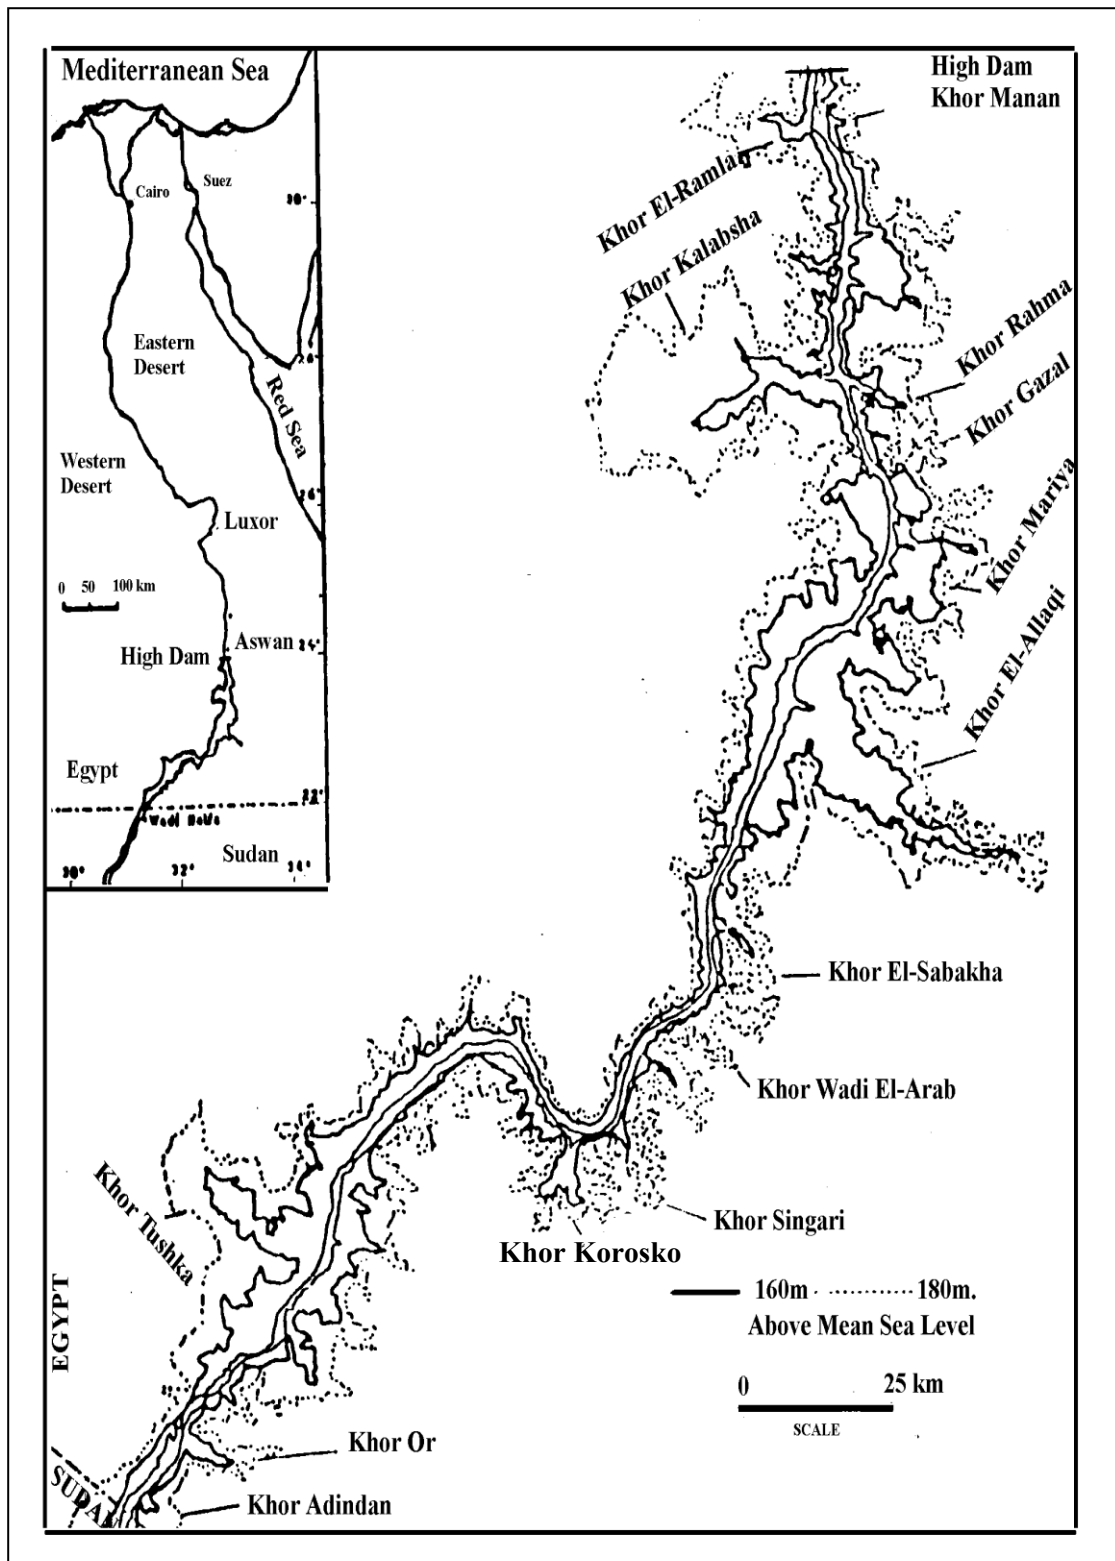 Mediterranean Sea
Cairo
Suez
30°
Eastern
Desert
Red Sea
Western
Desert
26°
Luxor
0 50 100 km
Aswan
24°
High Dam
Egypt
22°
Wadi Halfa
Sudan
30° 32° 34°
High Dam
Khor Manan
Khor El-Ramla
Khor Kalabsha
Khor Rahma
Khor Gazal
Khor Mariya
Khor El-Allaqi
Khor El-Sabakha
Khor Wadi El-Arab
Khor Tushka
Khor Singari
Khor Korosko
160m 180m.
Above Mean Sea Level
EGYPT
0 25 km
SCALE
Khor Or
SUDAN
Khor Adindan